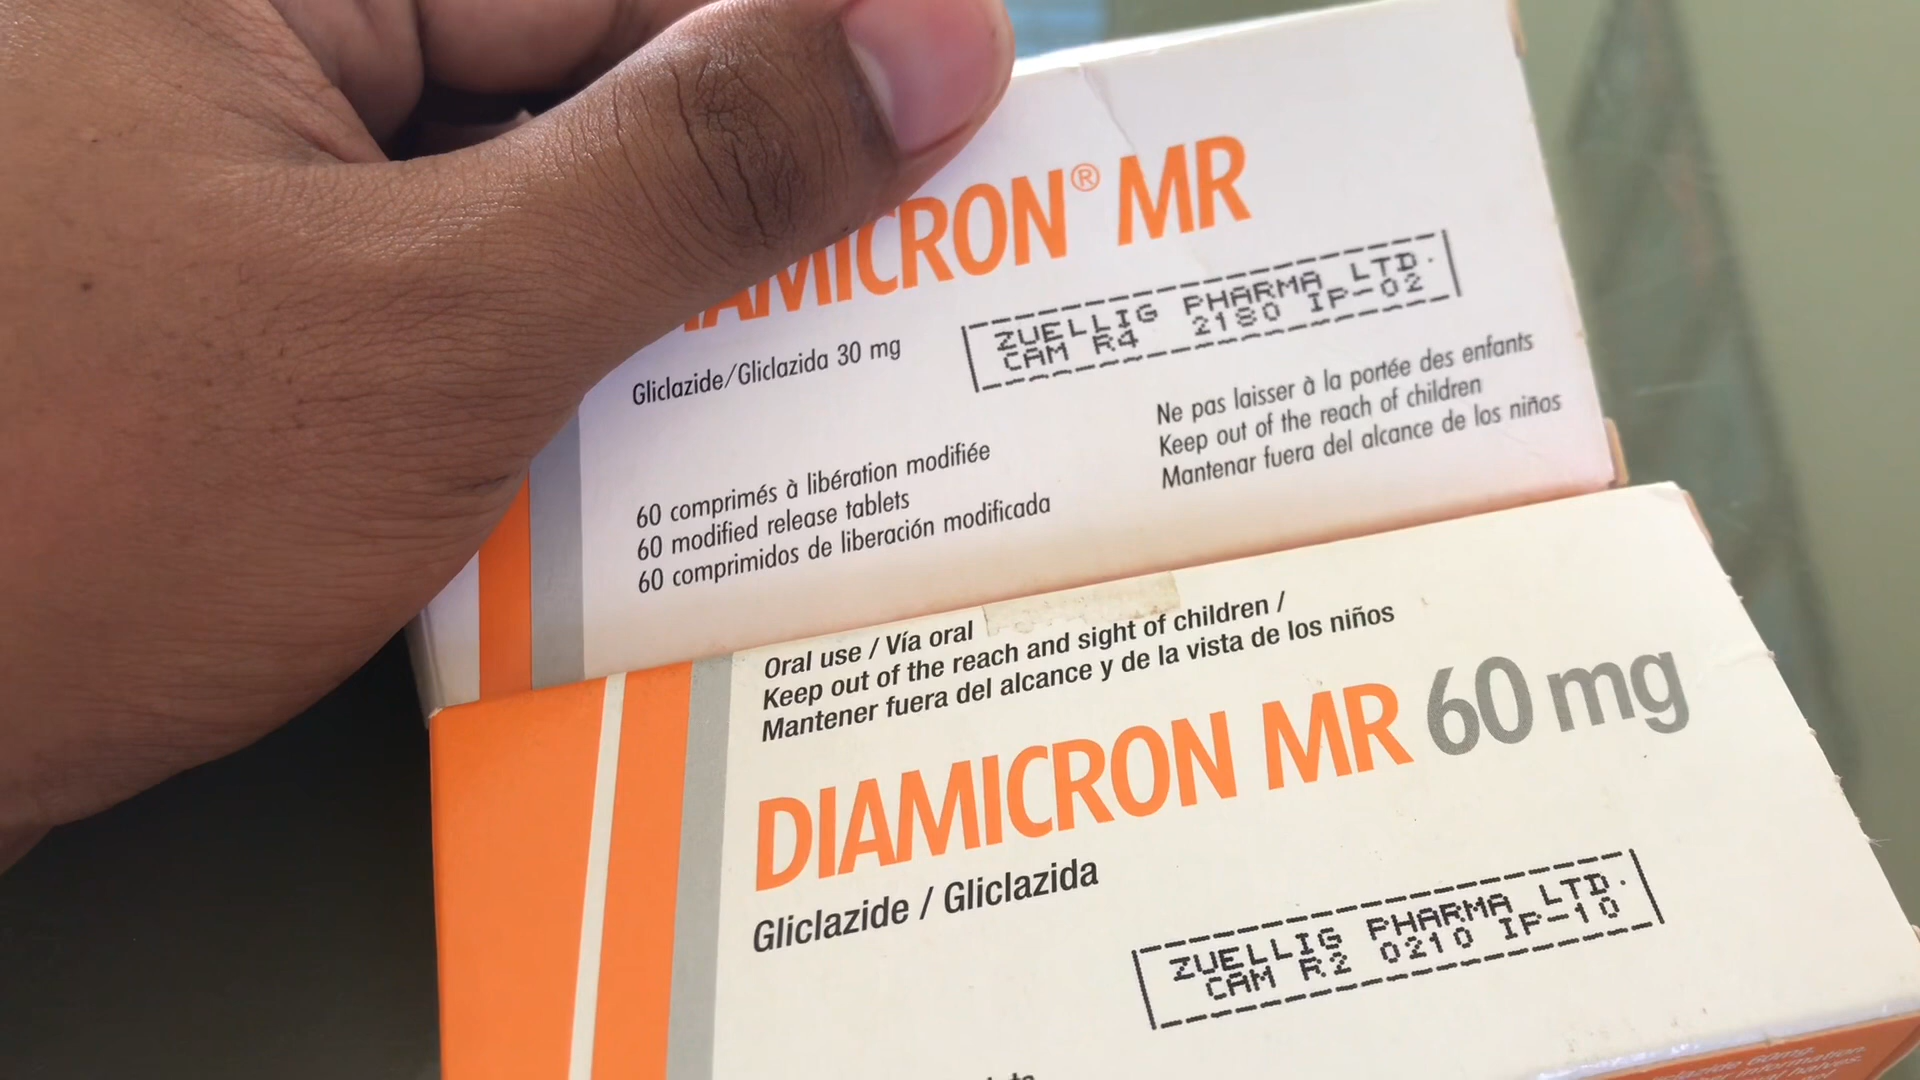 DIAMICRON® MR
Gliclazide/Gliclazida 30 mg
ZUELLIG PHARMA LTD.
CAM R4 2180 IP-02
60 comprimés à libération modifiée
60 modified release tablets
60 comprimidos de liberación modificada
Ne pas laisser à la portée des enfants
Keep out of the reach of children
Mantenar fuera del alcance de los niños
Oral use / Vía oral
Keep out of the reach and sight of children /
Mantener fuera del alcance y de la vista de los niños
DIAMICRON MR 60 mg
Gliclazide / Gliclazida
ZUELLIG PHARMA LTD.
CAM R2 0210 IP-10